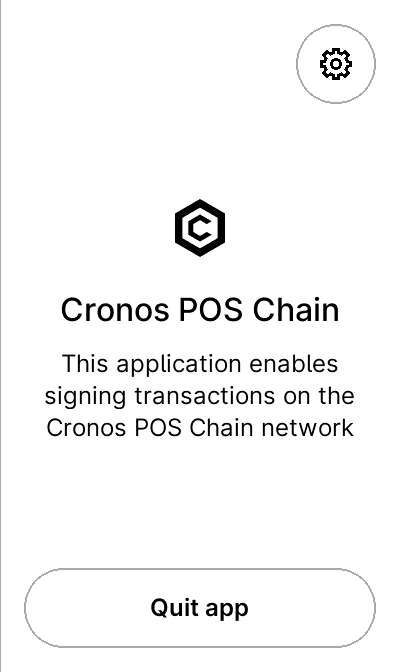 Cronos POS Chain
This application enables
signing transactions on the
Cronos POS Chain network
Quit app